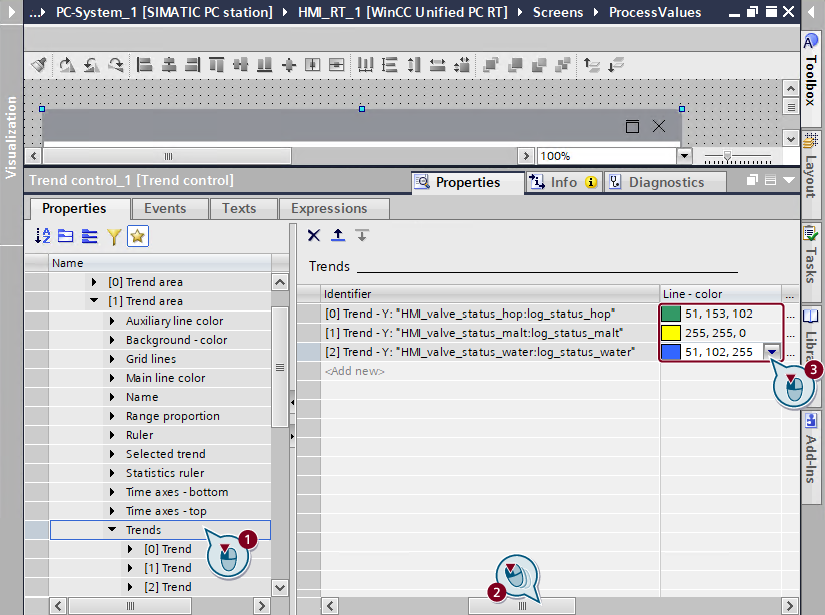 ...▸ PC-System_1 [SIMATIC PC station] ▸ HMI_RT_1 [WinCC Unified PC RT] ▸ Screens ▸ ProcessValues
Visualization
100%
Trend control_1 [Trend control]
Properties
Info
Diagnostics
Properties
Events
Texts
Expressions
Name
[0] Trend area
[1] Trend area
Auxiliary line color
Background - color
Grid lines
Main line color
Name
Range proportion
Ruler
Selected trend
Statistics ruler
Time axes - bottom
Time axes - top
Trends
[0] Trend
[1] Trend
[2] Trend
1
Trends
Identifier Line - color ...
[0] Trend - Y: "HMI_valve_status_hop:log_status_hop" 51, 153, 102 ...
[1] Trend - Y: "HMI_valve_status_malt:log_status_malt" 255, 255, 0 ...
[2] Trend - Y: "HMI_valve_status_water:log_status_water" 51, 102, 255 ...
<Add new>
3
2
Toolbox
Layout
Tasks
Add-Ins